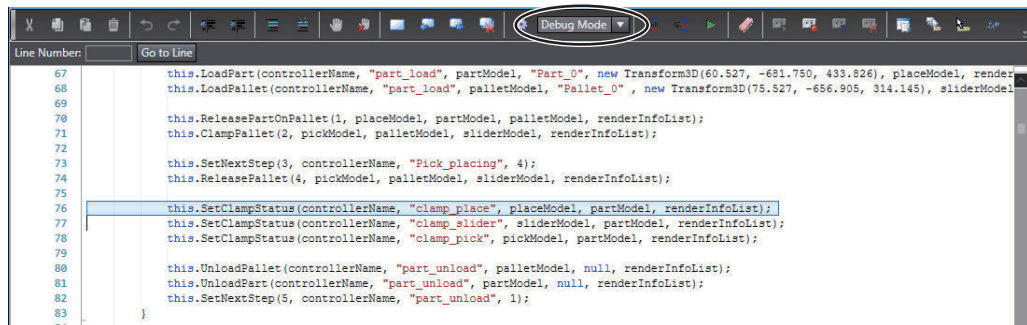 Debug Mode
Line Number: Go to Line
67 this.LoadPart(controllerName, "part_load", partModel, "Part_0", new Transform3D(60.527, -681.750, 433.826), placeModel, render
68 this.LoadPallet(controllerName, "part_load", palletModel, "Pallet_0" , new Transform3D(75.527, -656.905, 314.145), sliderModel
69
70 this.ReleasePartOnPallet(1, placeModel, partModel, palletModel, renderInfoList);
71 this.ClampPallet(2, pickModel, palletModel, sliderModel, renderInfoList);
72
73 this.SetNextStep(3, controllerName, "Pick_placing", 4);
74 this.ReleasePallet(4, pickModel, palletModel, sliderModel, renderInfoList);
75
76 this.SetClampStatus(controllerName, "clamp_place", placeModel, partModel, renderInfoList);
77 this.SetClampStatus(controllerName, "clamp_slider", sliderModel, partModel, renderInfoList);
78 this.SetClampStatus(controllerName, "clamp_pick", pickModel, partModel, renderInfoList);
79
80 this.UnloadPallet(controllerName, "part_unload", palletModel, null, renderInfoList);
81 this.UnloadPart(controllerName, "part_unload", partModel, null, renderInfoList);
82 this.SetNextStep(5, controllerName, "part_unload", 1);
83 }